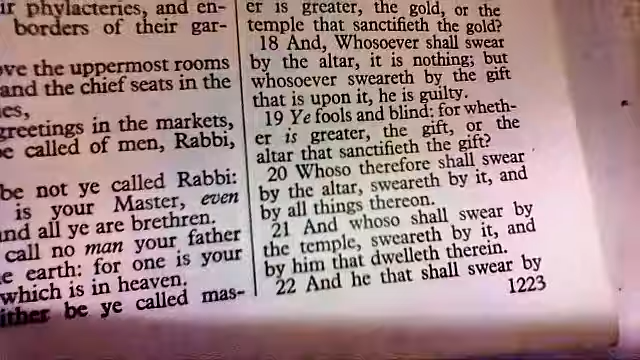 ir phylacteries, and en-
borders of their gar-
ove the uppermost rooms
and the chief seats in the
es,
greetings in the markets,
e called of men, Rabbi,
be not ye called Rabbi:
is your Master, even
and all ye are brethren.
call no man your father
e earth: for one is your
which is in heaven.
ither be ye called mas-
er is greater, the gold, or the
temple that sanctifieth the gold?
18 And, Whosoever shall swear
by the altar, it is nothing; but
whosoever sweareth by the gift
that is upon it, he is guilty.
19 Ye fools and blind: for wheth-
er is greater, the gift, or the
altar that sanctifieth the gift?
20 Whoso therefore shall swear
by the altar, sweareth by it, and
by all things thereon.
21 And whoso shall swear by
the temple, sweareth by it, and
by him that dwelleth therein.
22 And he that shall swear by
1223